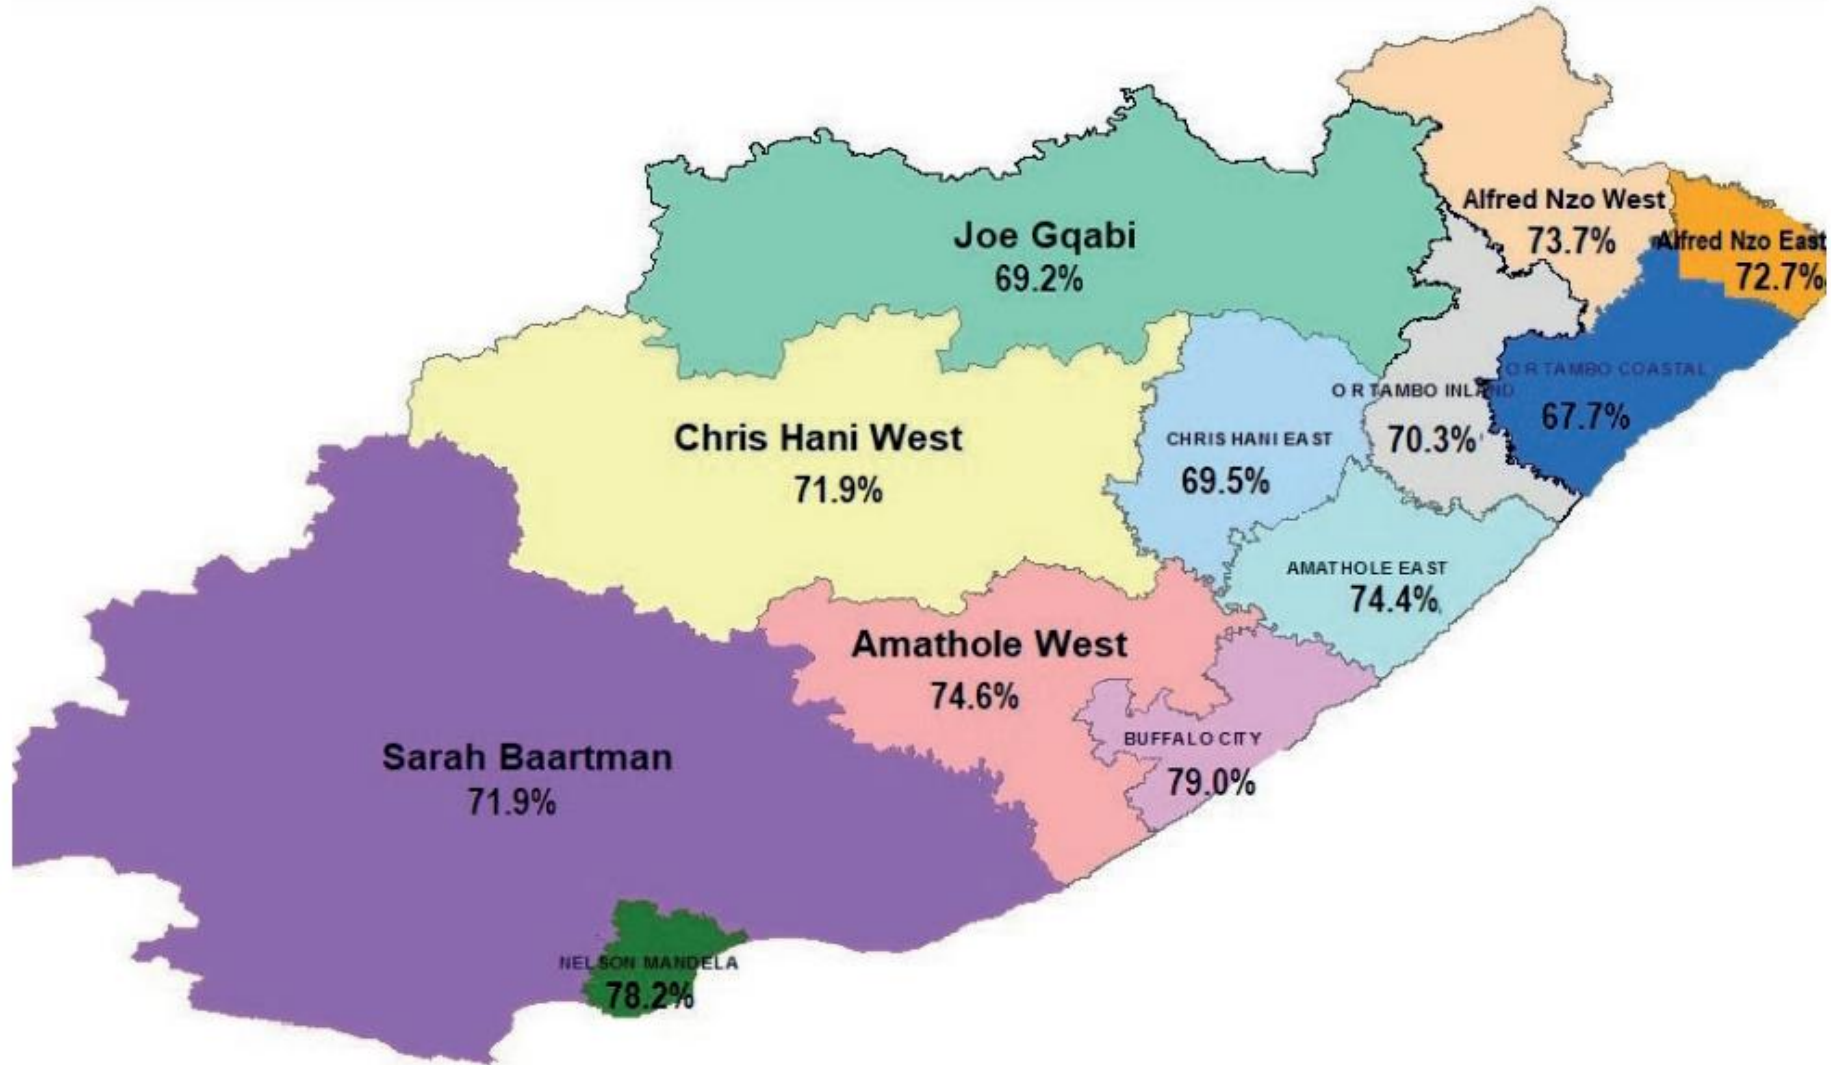 Alfred Nzo West
73.7%
Alfred Nzo East
72.7%
Joe Gqabi
69.2%
O R TAMBO COASTAL
67.7%
O R TAMBO INLAND
70.3%
Chris Hani West
71.9%
CHRIS HANI EAST
69.5%
AMATHOLE EAST
74.4%
Amathole West
74.6%
BUFFALO CITY
79.0%
Sarah Baartman
71.9%
NELSON MANDELA
78.2%